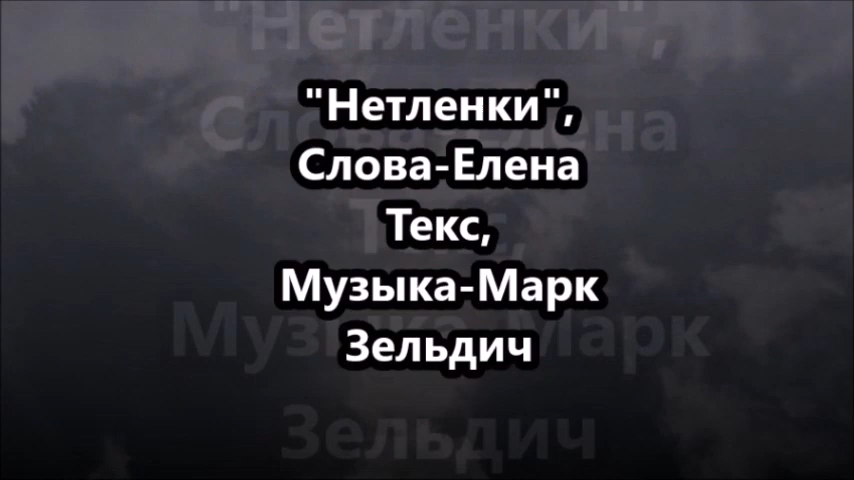 "Нетленки",
Слова-Елена
Текс,
Музыка-Марк
Зельдич